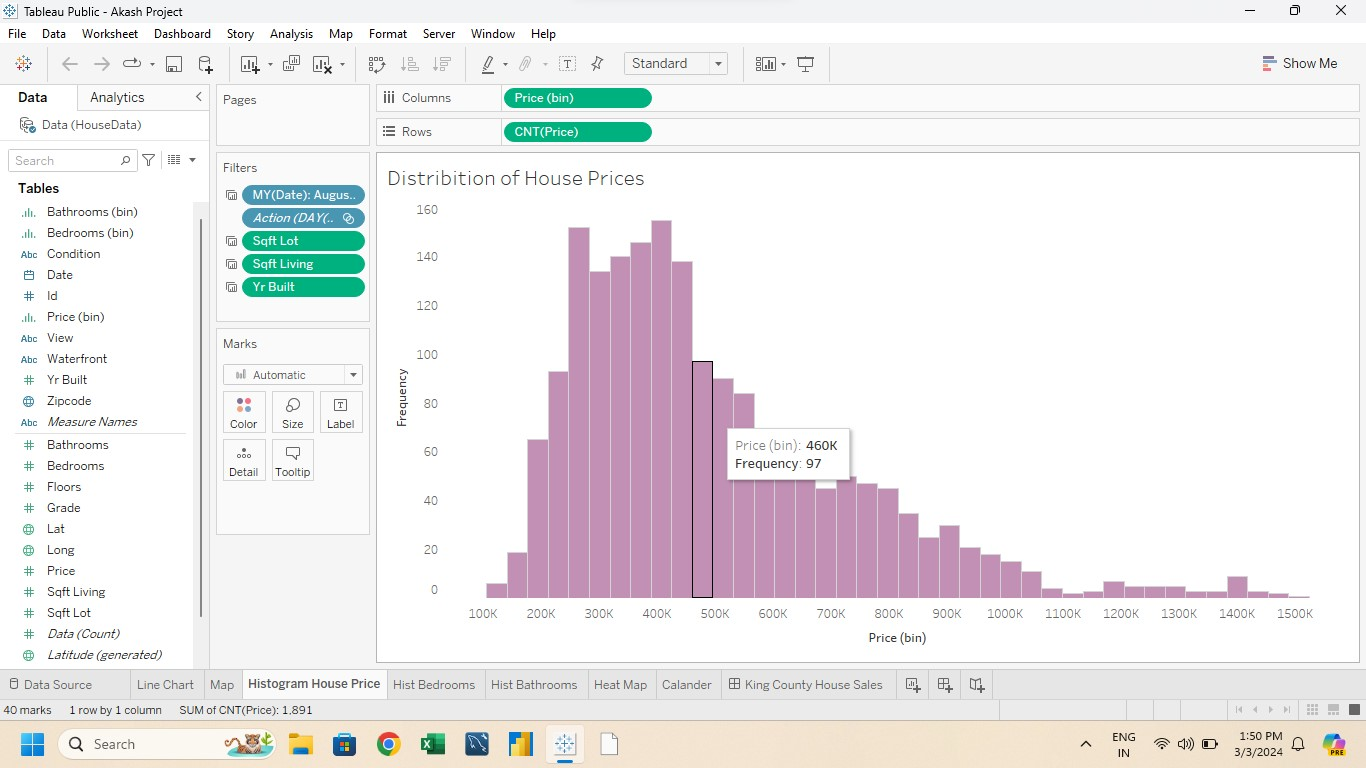 Tableau Public - Akash Project
File Data Worksheet Dashboard Story Analysis Map Format Server Window Help
Standard
Show Me
Data Analytics
Data (HouseData)
Search
Tables
Bathrooms (bin)
Bedrooms (bin)
Condition
Date
Id
Price (bin)
View
Waterfront
Yr Built
Zipcode
Measure Names
Bathrooms
Bedrooms
Floors
Grade
Lat
Long
Price
Sqft Living
Sqft Lot
Data (Count)
Latitude (generated)
Pages
Filters
MY(Date): Augus..
Action (DAY(..
Sqft Lot
Sqft Living
Yr Built
Marks
Automatic
Color Size Label
Detail Tooltip
Columns Price (bin)
Rows CNT(Price)
Distribition of House Prices
160
140
120
100
80
60
40
20
0
Frequency
Price (bin): 460K
Frequency: 97
100K 200K 300K 400K 500K 600K 700K 800K 900K 1000K 1100K 1200K 1300K 1400K 1500K
Price (bin)
Data Source Line Chart Map Histogram House Price Hist Bedrooms Hist Bathrooms Heat Map Calander King County House Sales
40 marks 1 row by 1 column SUM of CNT(Price): 1,891
Search
ENG
IN
1:50 PM
3/3/2024
PRE